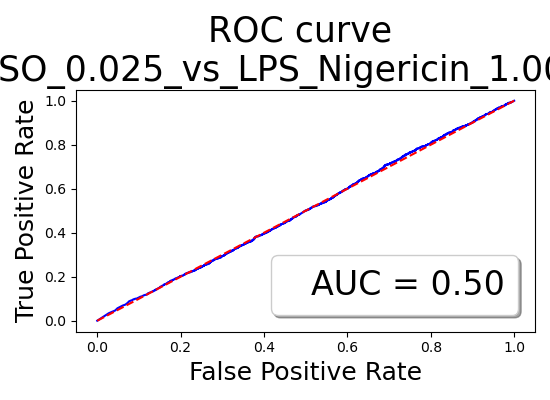 ROC curve
SO_0.025_vs_LPS_Nigericin_1.00
True Positive Rate
1.0
0.8
0.6
0.4
0.2
0.0
AUC = 0.50
0.0 0.2 0.4 0.6 0.8 1.0
False Positive Rate